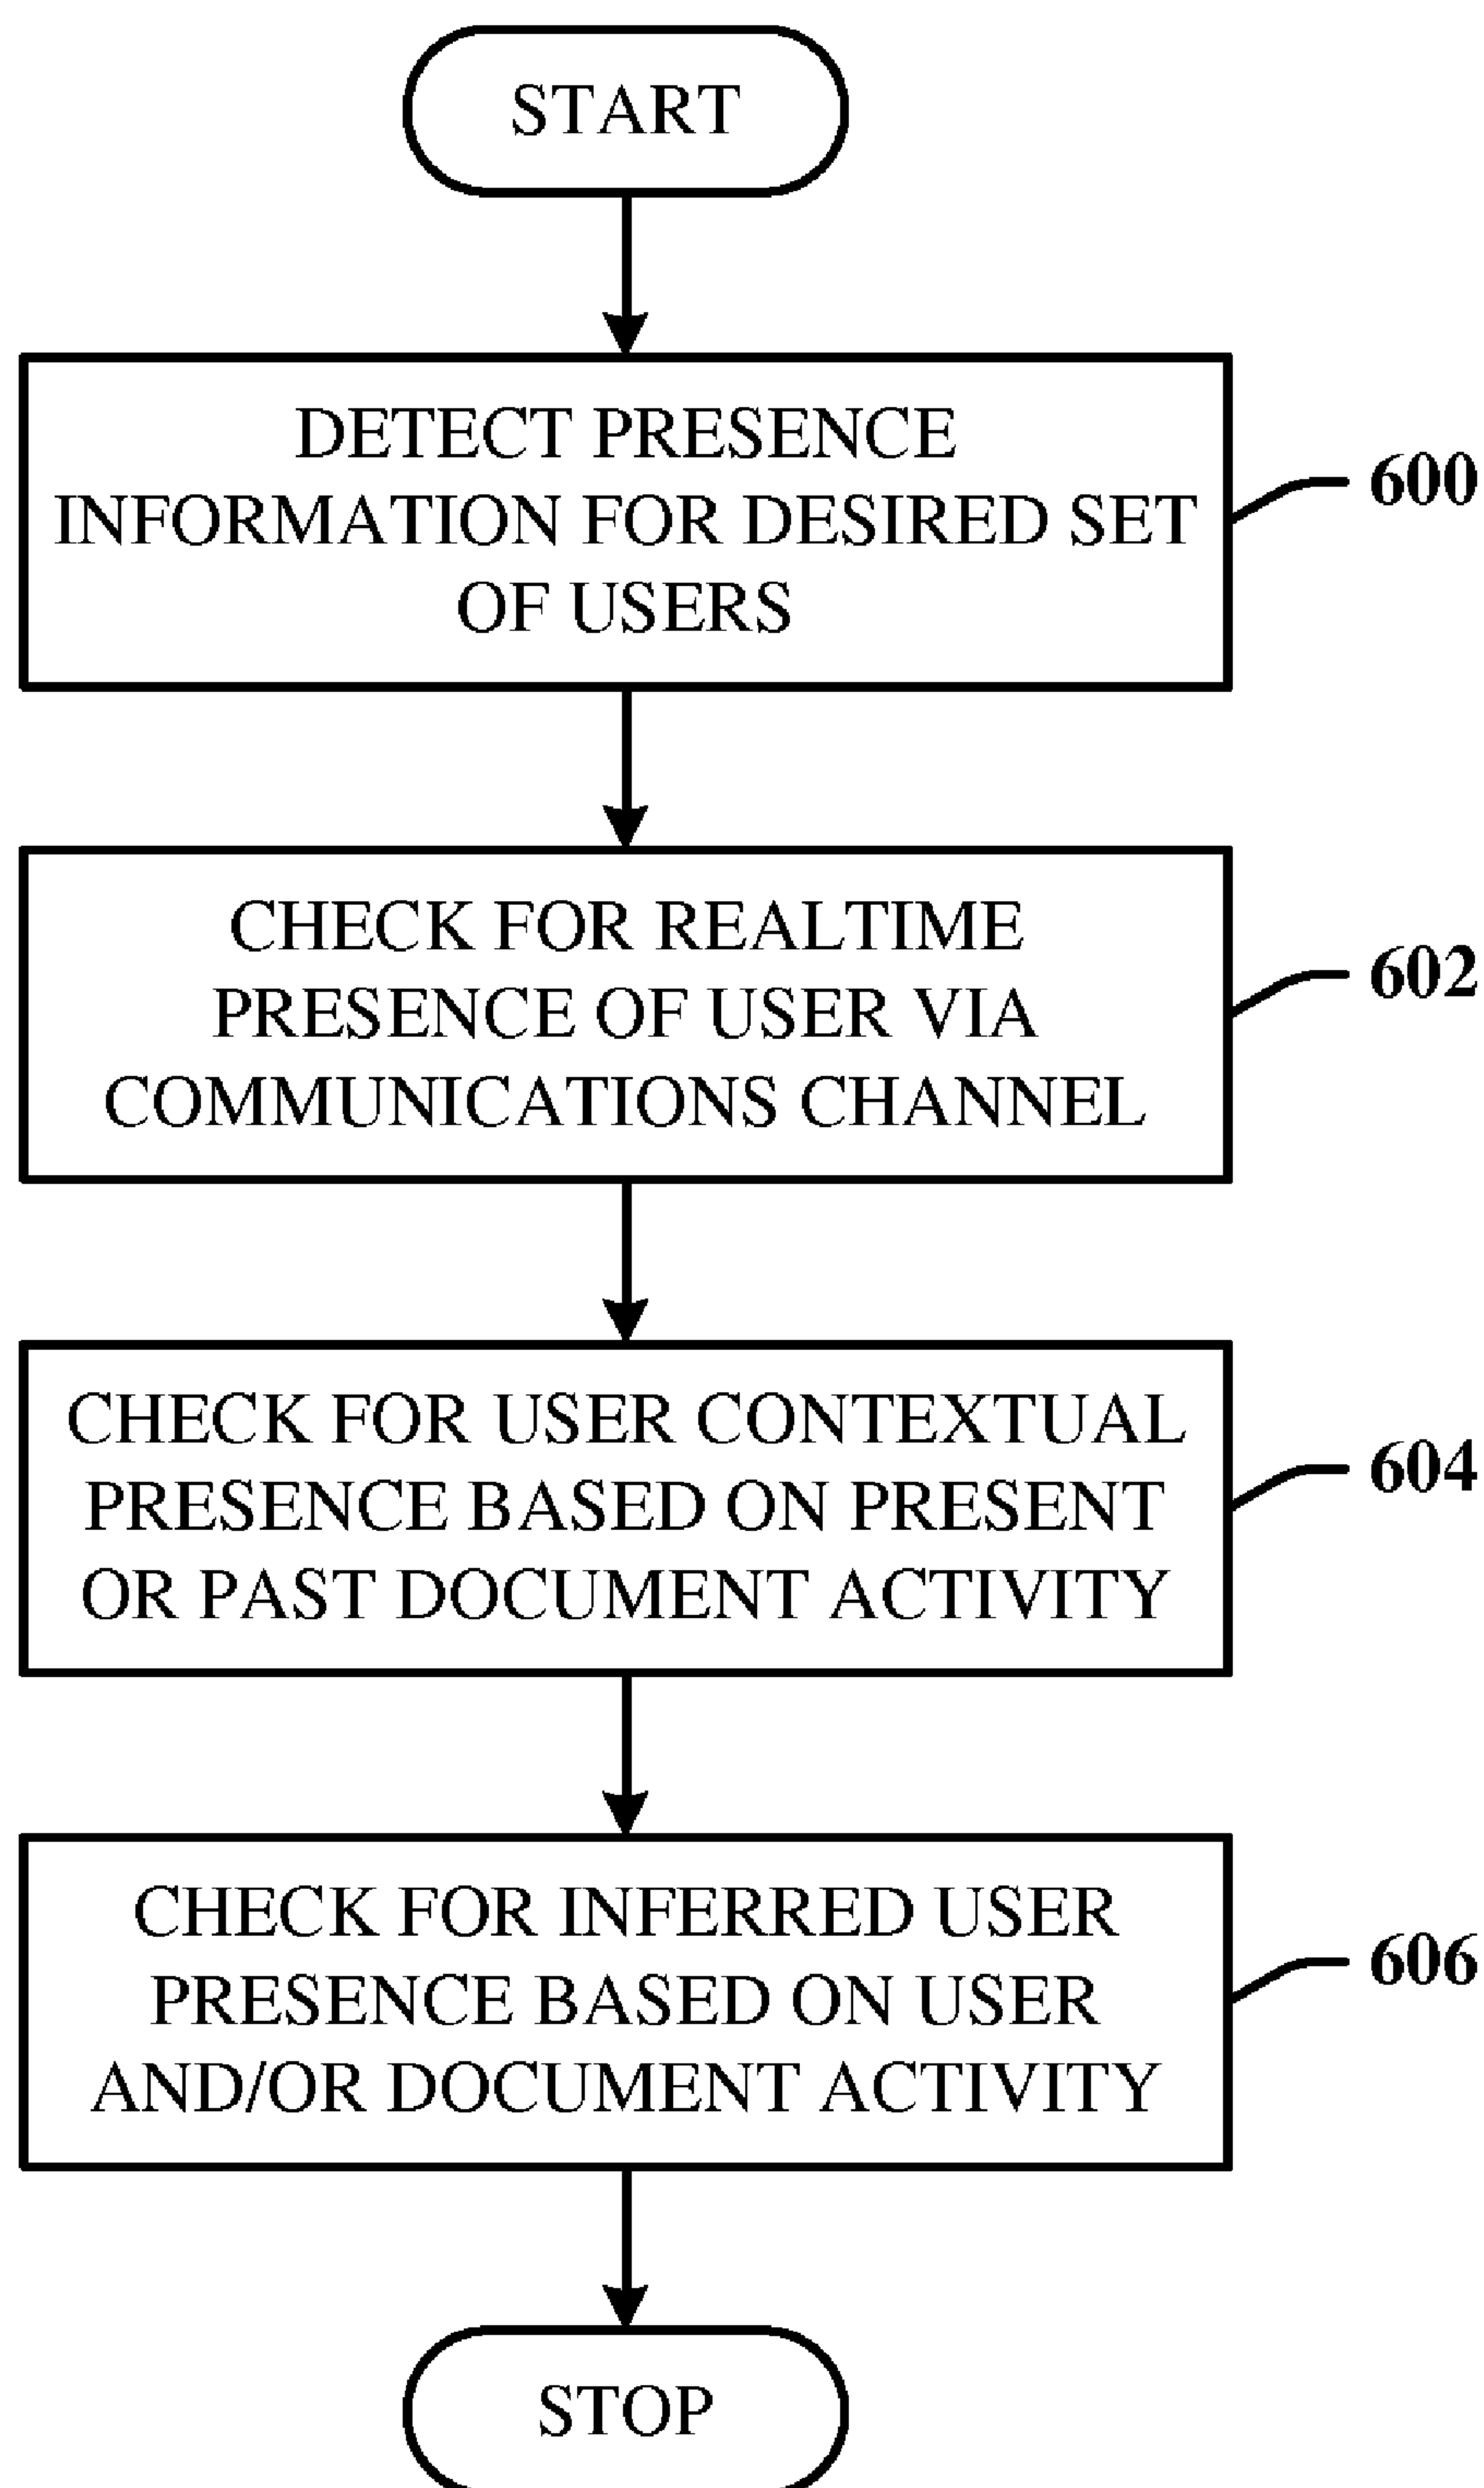 START
DETECT PRESENCE
INFORMATION FOR DESIRED SET
OF USERS
600
CHECK FOR REALTIME
PRESENCE OF USER VIA
COMMUNICATIONS CHANNEL
602
CHECK FOR USER CONTEXTUAL
PRESENCE BASED ON PRESENT
OR PAST DOCUMENT ACTIVITY
604
CHECK FOR INFERRED USER
PRESENCE BASED ON USER
AND/OR DOCUMENT ACTIVITY
606
STOP